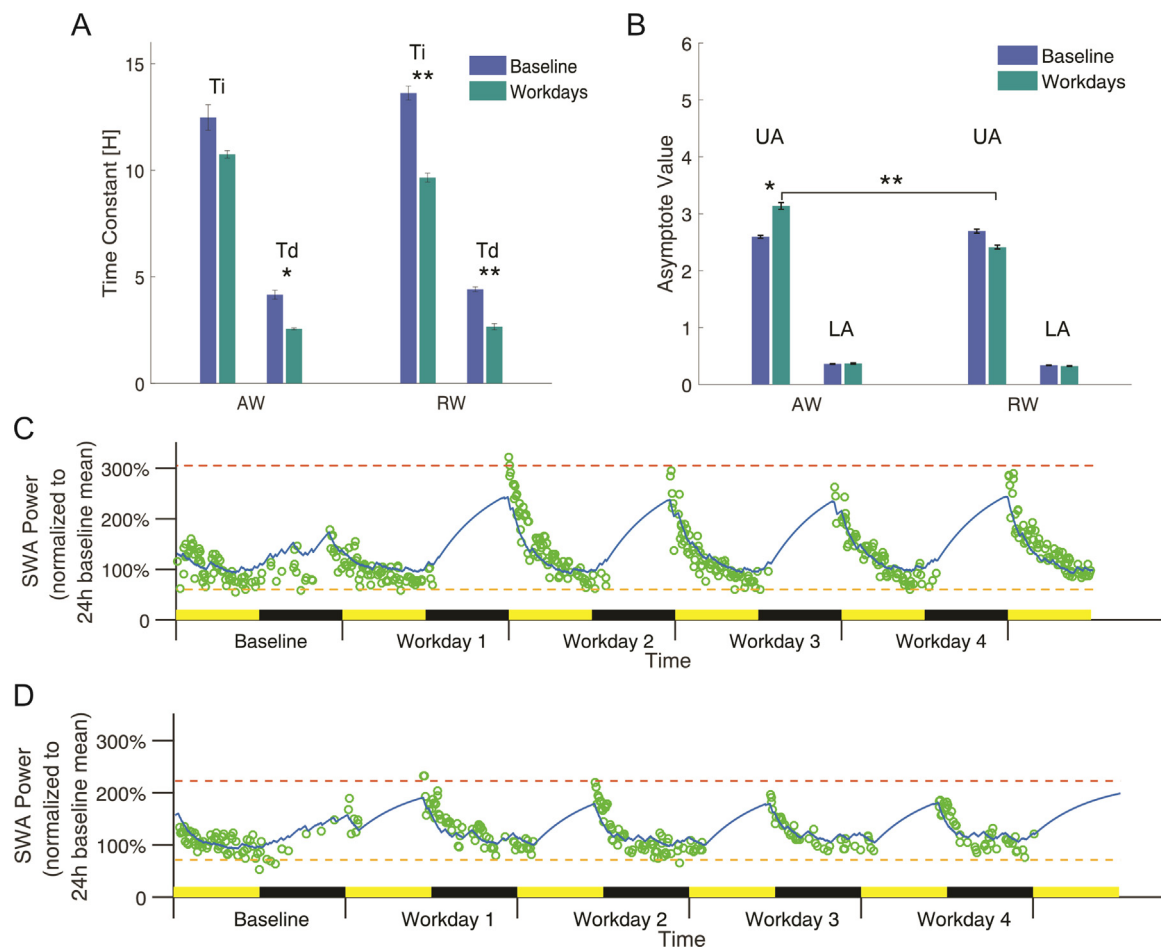 A
Time Constant [H]
15
10
5
0
Ti
Td
*
Ti
**
Td
**
Baseline
Workdays
AW
RW
B
Asymptote Value
6
5
4
3
2
1
0
UA
*
**
UA
LA
LA
Baseline
Workdays
AW
RW
C
SWA Power
(normalized to
24h baseline mean)
300%
200%
100%
0
Baseline
Workday 1
Workday 2
Workday 3
Workday 4
Time
D
SWA Power
(normalized to
24h baseline mean)
300%
200%
100%
0
Baseline
Workday 1
Workday 2
Workday 3
Workday 4
Time